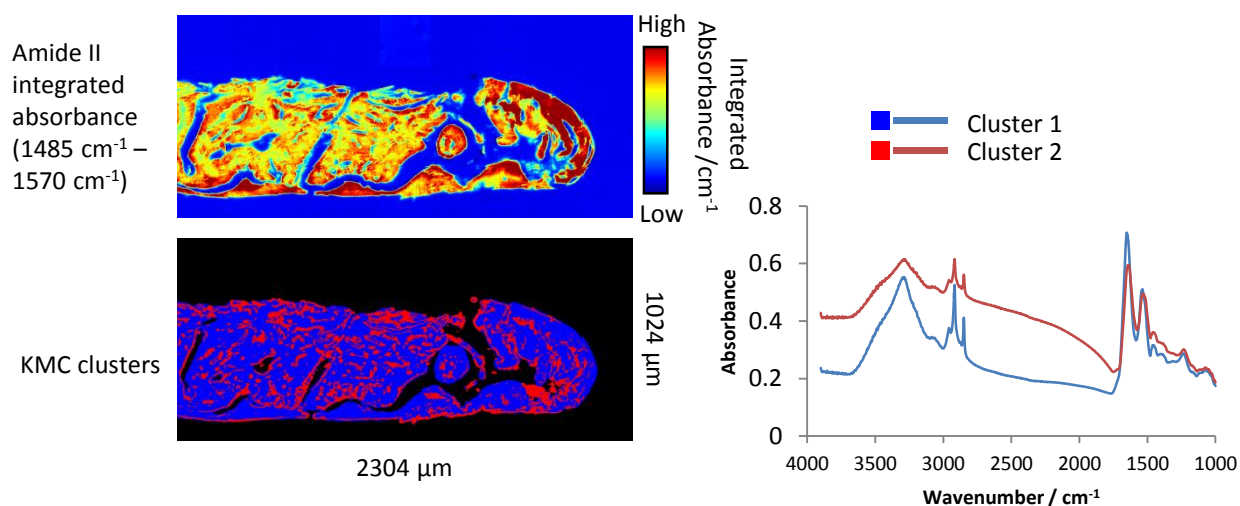 Amide II
integrated
absorbance
(1485 cm⁻¹ –
1570 cm⁻¹)
High
Low
Integrated
Absorbance /cm⁻¹
KMC clusters
1024 µm
2304 µm
Cluster 1
Cluster 2
Absorbance
0.8
0.6
0.4
0.2
0
4000 3500 3000 2500 2000 1500 1000
Wavenumber / cm⁻¹